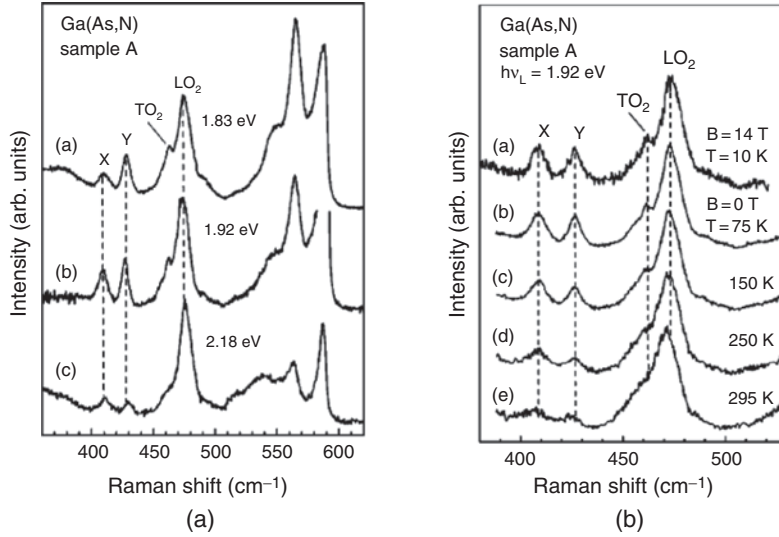 Ga(As,N)
sample A
LO₂
TO₂
1.83 eV
(a)
X
Y
1.92 eV
(b)
2.18 eV
(c)
Intensity (arb. units)
400
450
500
550
600
Raman shift (cm⁻¹)
(a)
Ga(As,N)
sample A
hν_L = 1.92 eV
LO₂
TO₂
X
Y
B = 14 T
T = 10 K
(a)
B = 0 T
T = 75 K
(b)
150 K
(c)
250 K
(d)
295 K
(e)
Intensity (arb. units)
400
450
500
Raman shift (cm⁻¹)
(b)